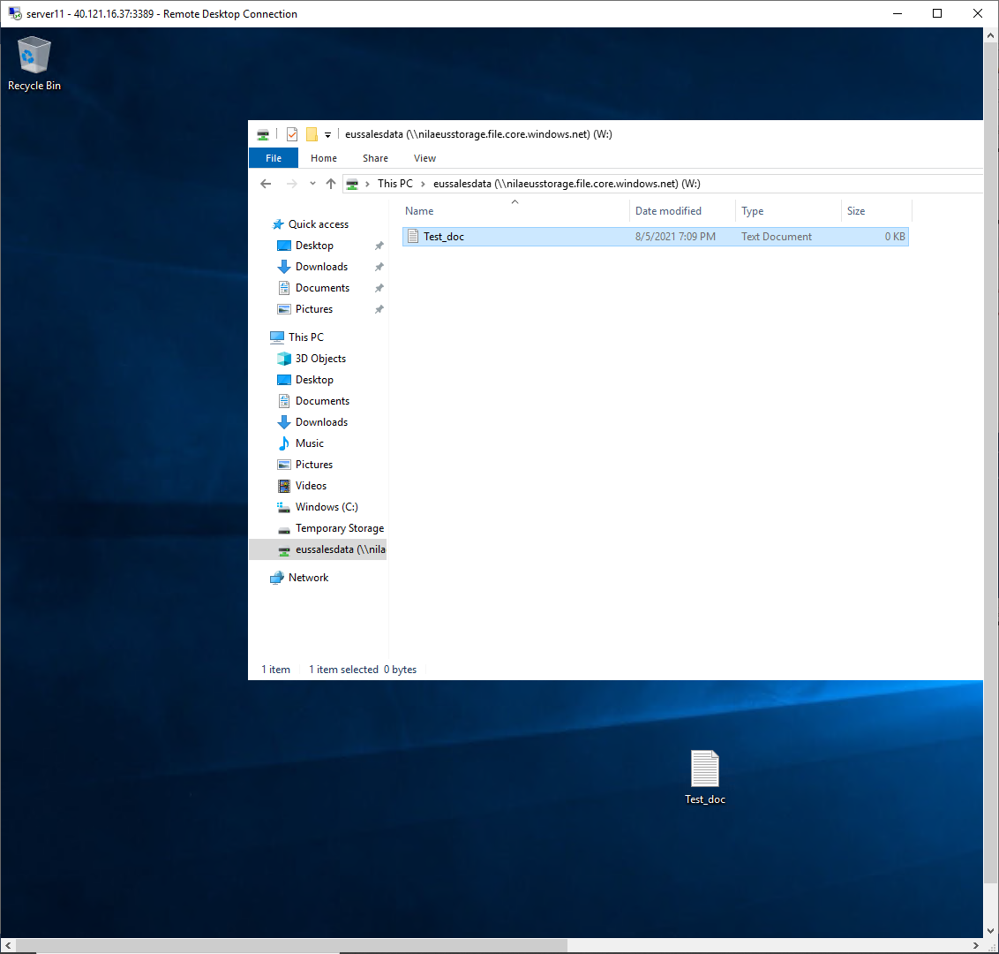 server11 - 40.121.16.37:3389 - Remote Desktop Connection
Recycle Bin
eussalesdata (\\nilaeusstorage.file.core.windows.net) (W:)
File Home Share View
This PC eussalesdata (\\nilaeusstorage.file.core.windows.net) (W:)
Name Date modified Type Size
Test_doc 8/5/2021 7:09 PM Text Document 0 KB
Quick access
Desktop
Downloads
Documents
Pictures
This PC
3D Objects
Desktop
Documents
Downloads
Music
Pictures
Videos
Windows (C:)
Temporary Storage
eussalesdata (\\nila
Network
1 item 1 item selected 0 bytes
Test_doc